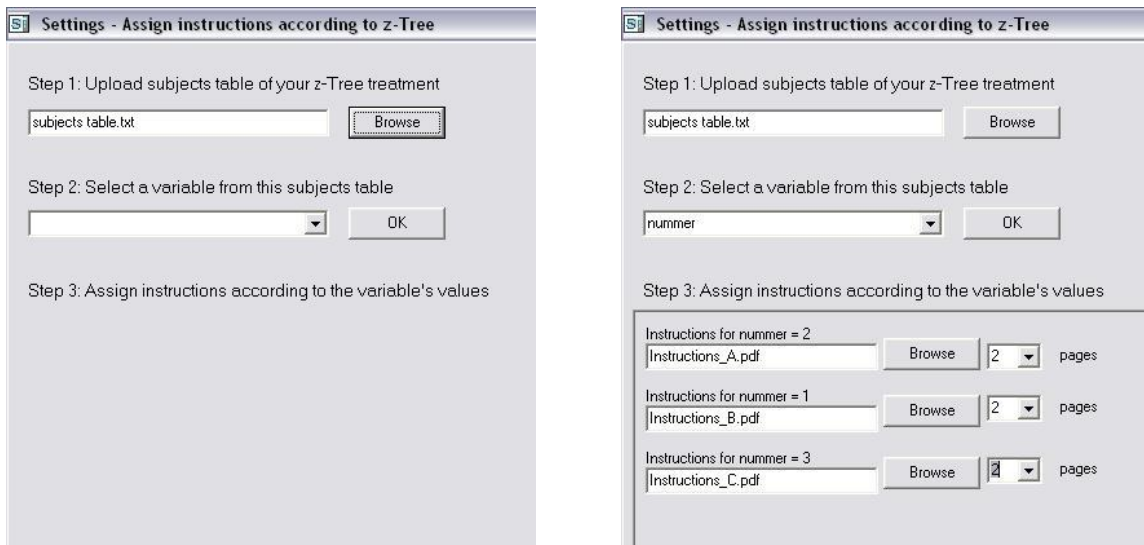 Settings - Assign instructions according to z-Tree
Step 1: Upload subjects table of your z-Tree treatment
subjects table.txt
Browse
Step 2: Select a variable from this subjects table
OK
Step 3: Assign instructions according to the variable's values
Settings - Assign instructions according to z-Tree
Step 1: Upload subjects table of your z-Tree treatment
subjects table.txt
Browse
Step 2: Select a variable from this subjects table
nummer
OK
Step 3: Assign instructions according to the variable's values
Instructions for nummer = 2
Instructions_A.pdf
Browse
2
pages
Instructions for nummer = 1
Instructions_B.pdf
Browse
2
pages
Instructions for nummer = 3
Instructions_C.pdf
Browse
2
pages